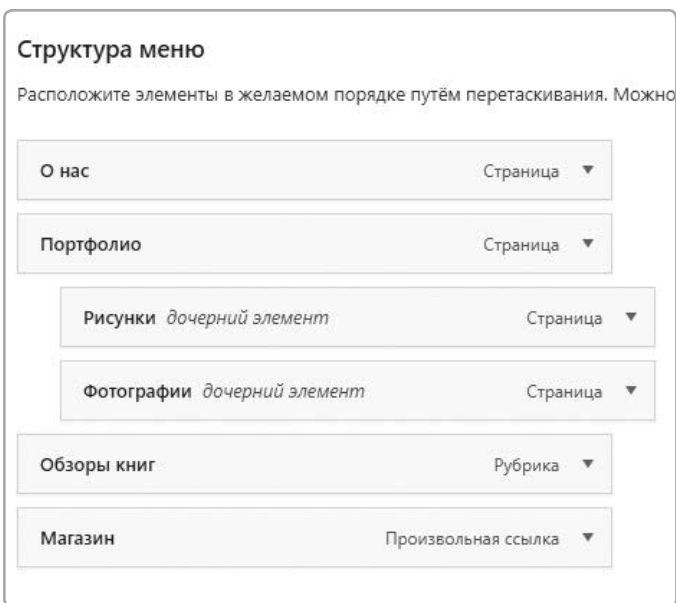 Структура меню
Расположите элементы в желаемом порядке путём перетаскивания. Можно
О нас Страница
Портфолио Страница
Рисунки дочерний элемент Страница
Фотографии дочерний элемент Страница
Обзоры книг Рубрика
Магазин Произвольная ссылка